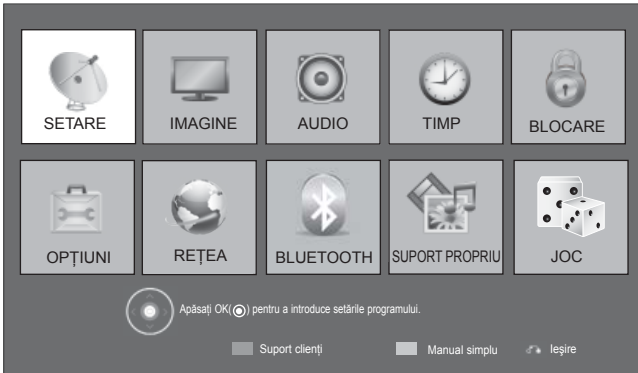 SETARE IMAGINE AUDIO TIMP BLOCARE
OPȚIUNI REȚEA BLUETOOTH SUPORT PROPRIU JOC
Apăsați OK(◉) pentru a introduce setările programului.
Suport clienți Manual simplu Ieşire